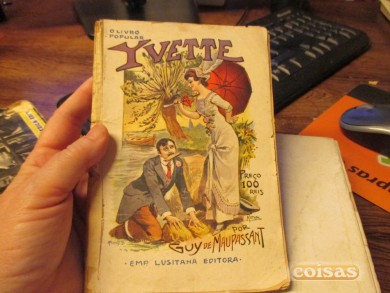 O LIVRO
POPULAR
YVETTE
PREÇO
100
REIS
POR
GUY DE MAUPASSANT
EMP. LUSITANA EDITORA
coisas